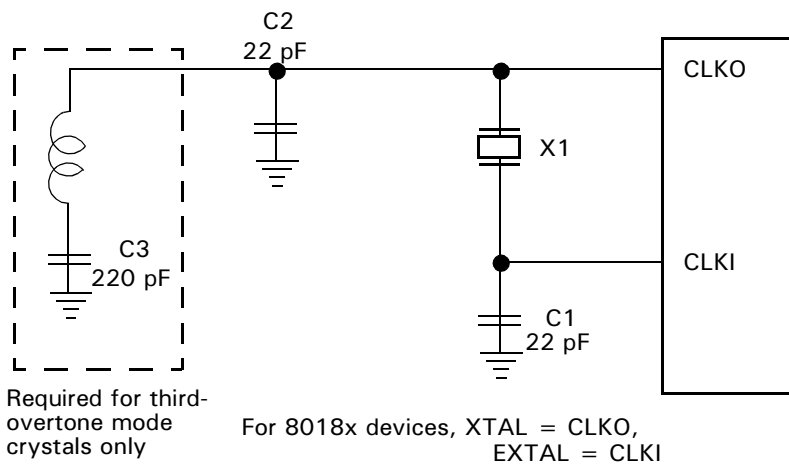 C2
22 pF
CLKO
X1
C3
220 pF
CLKI
C1
22 pF
Required for third-
overtone mode
crystals only
For 8018x devices, XTAL = CLKO,
EXTAL = CLKI